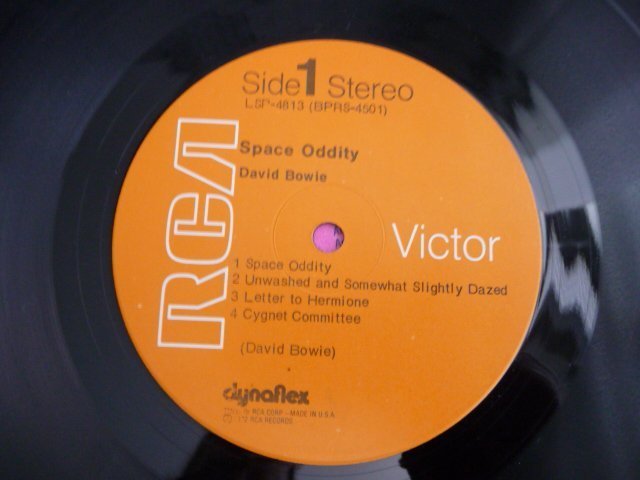 Side 1 Stereo
LSP-4813 (BPRS-4501)
Space Oddity
David Bowie
RCA
Victor
1 Space Oddity
2 Unwashed and Somewhat Slightly Dazed
3 Letter to Hermione
4 Cygnet Committee
(David Bowie)
dynaflex
RCA CORP.-MADE IN U.S.A.
RCA RECORDS